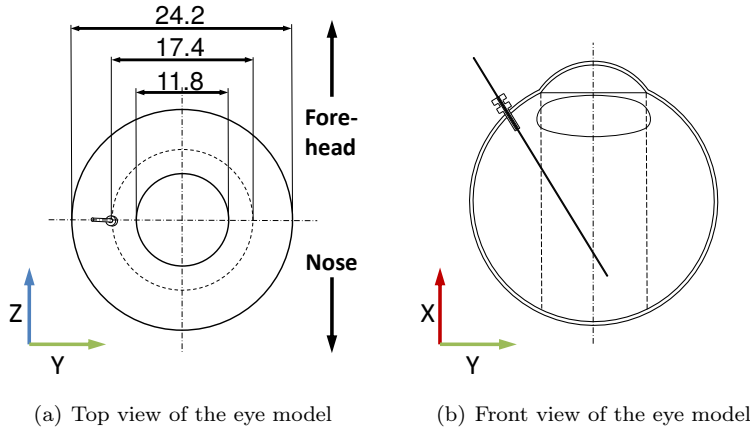 24.2
17.4
11.8
Fore-
head
Nose
Z
Y
X
Y
(a) Top view of the eye model
(b) Front view of the eye model